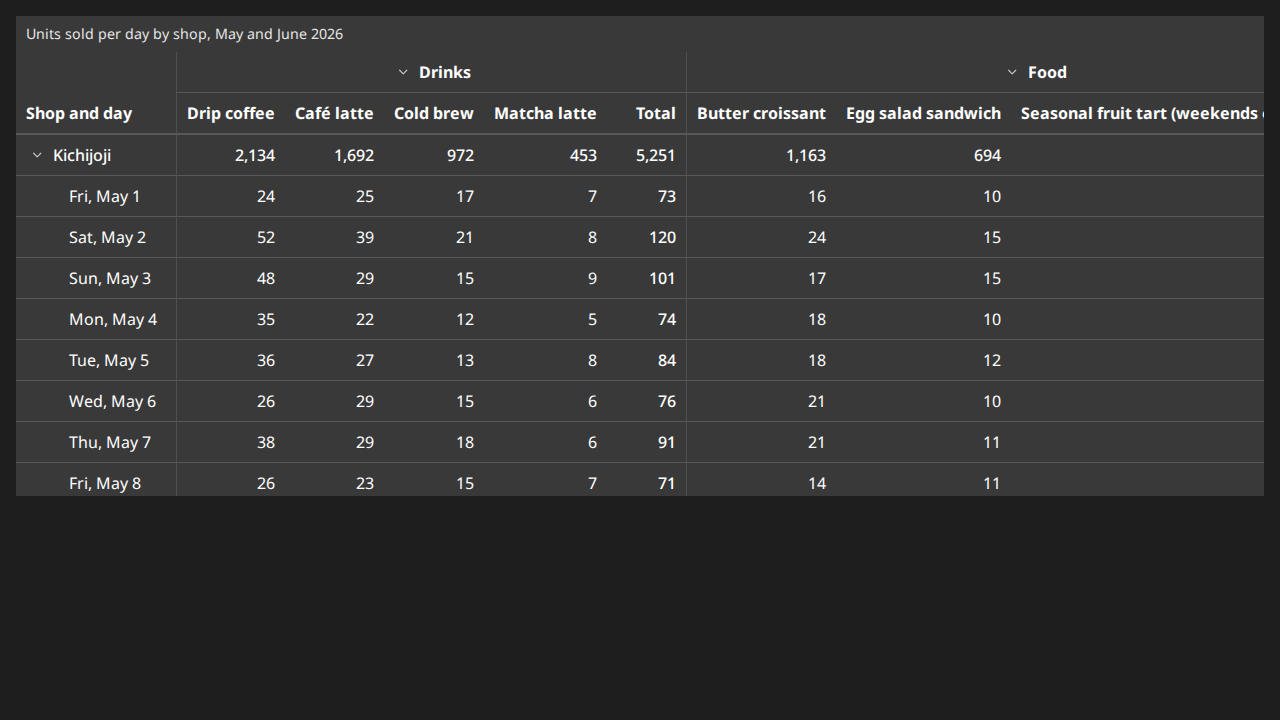 Units sold per day by shop, May and June 2026
Drinks Food
Shop and day Drip coffee Café latte Cold brew Matcha latte Total Butter croissant Egg salad sandwich Seasonal fruit tart (weekends
Kichijoji 2,134 1,692 972 453 5,251 1,163 694
Fri, May 1 24 25 17 7 73 16 10
Sat, May 2 52 39 21 8 120 24 15
Sun, May 3 48 29 15 9 101 17 15
Mon, May 4 35 22 12 5 74 18 10
Tue, May 5 36 27 13 8 84 18 12
Wed, May 6 26 29 15 6 76 21 10
Thu, May 7 38 29 18 6 91 21 11
Fri, May 8 26 23 15 7 71 14 11